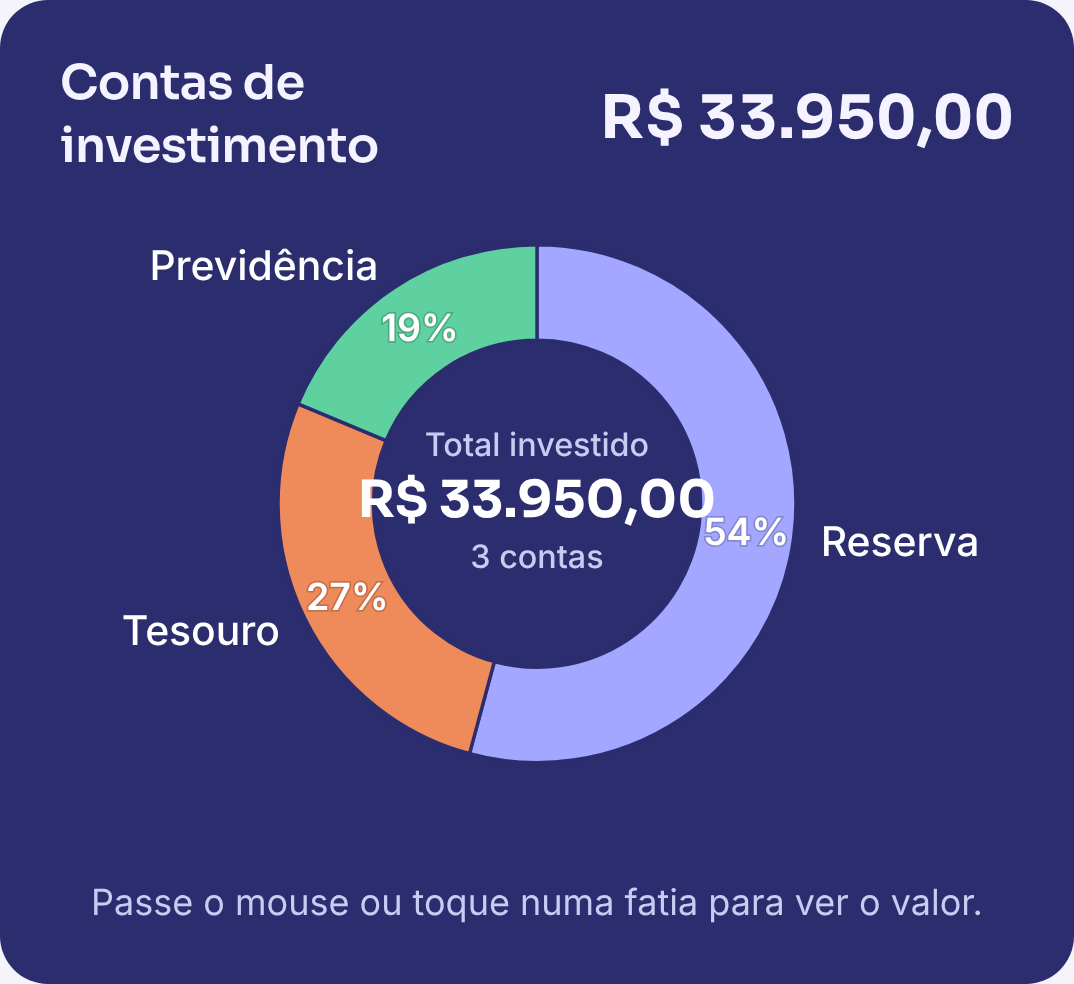 Contas de
investimento
R$ 33.950,00
Previdência
19%
Total investido
R$ 33.950,00
3 contas
54%
Reserva
27%
Tesouro
Passe o mouse ou toque numa fatia para ver o valor.